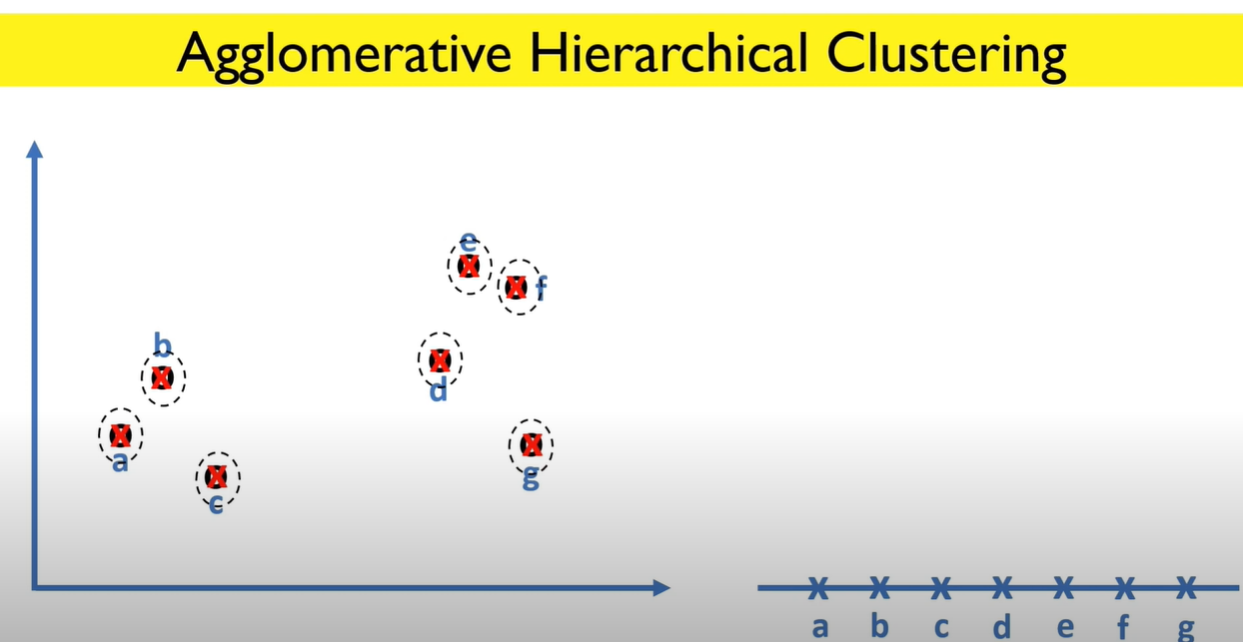 Agglomerative Hierarchical Clustering
e
f
b
d
a
g
c
X X X X X X X
a b c d e f g